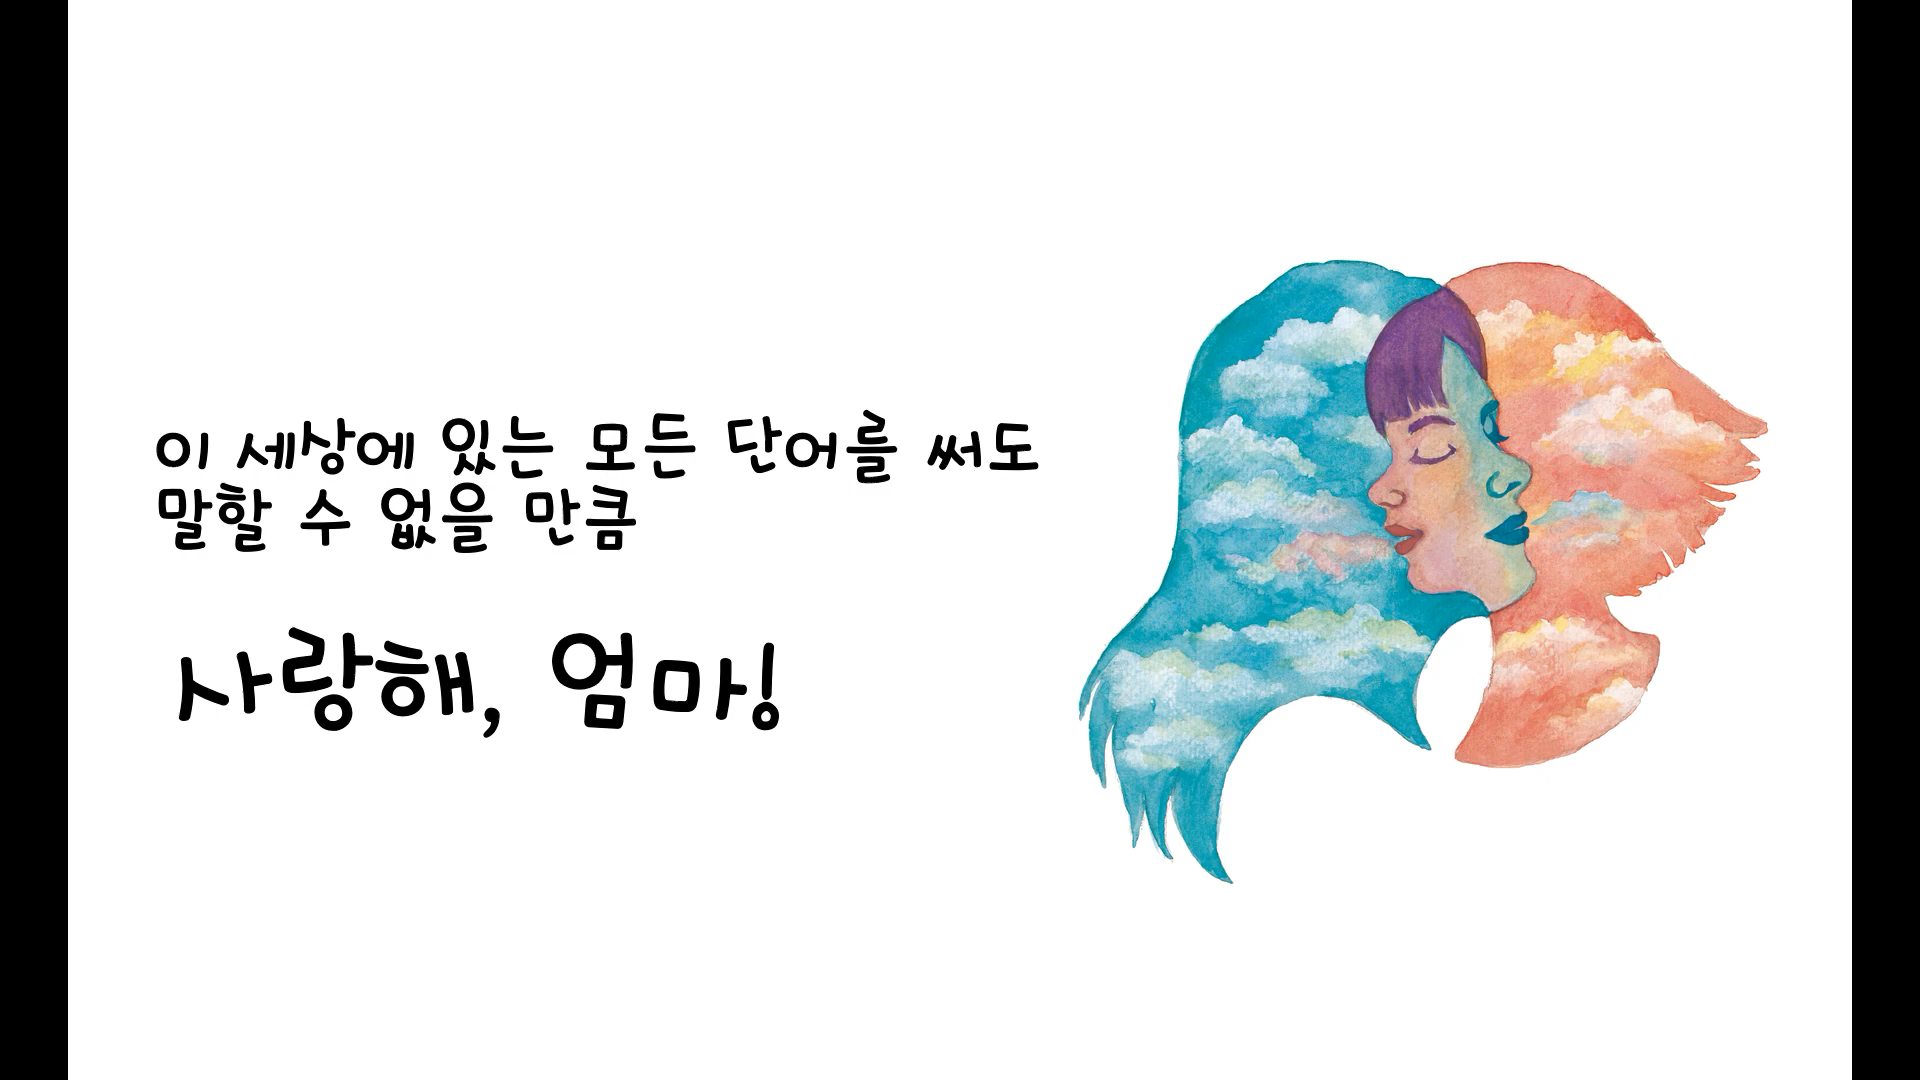 이 세상에 있는 모든 단어를 써도
말할 수 없을 만큼
사랑해, 엄마!